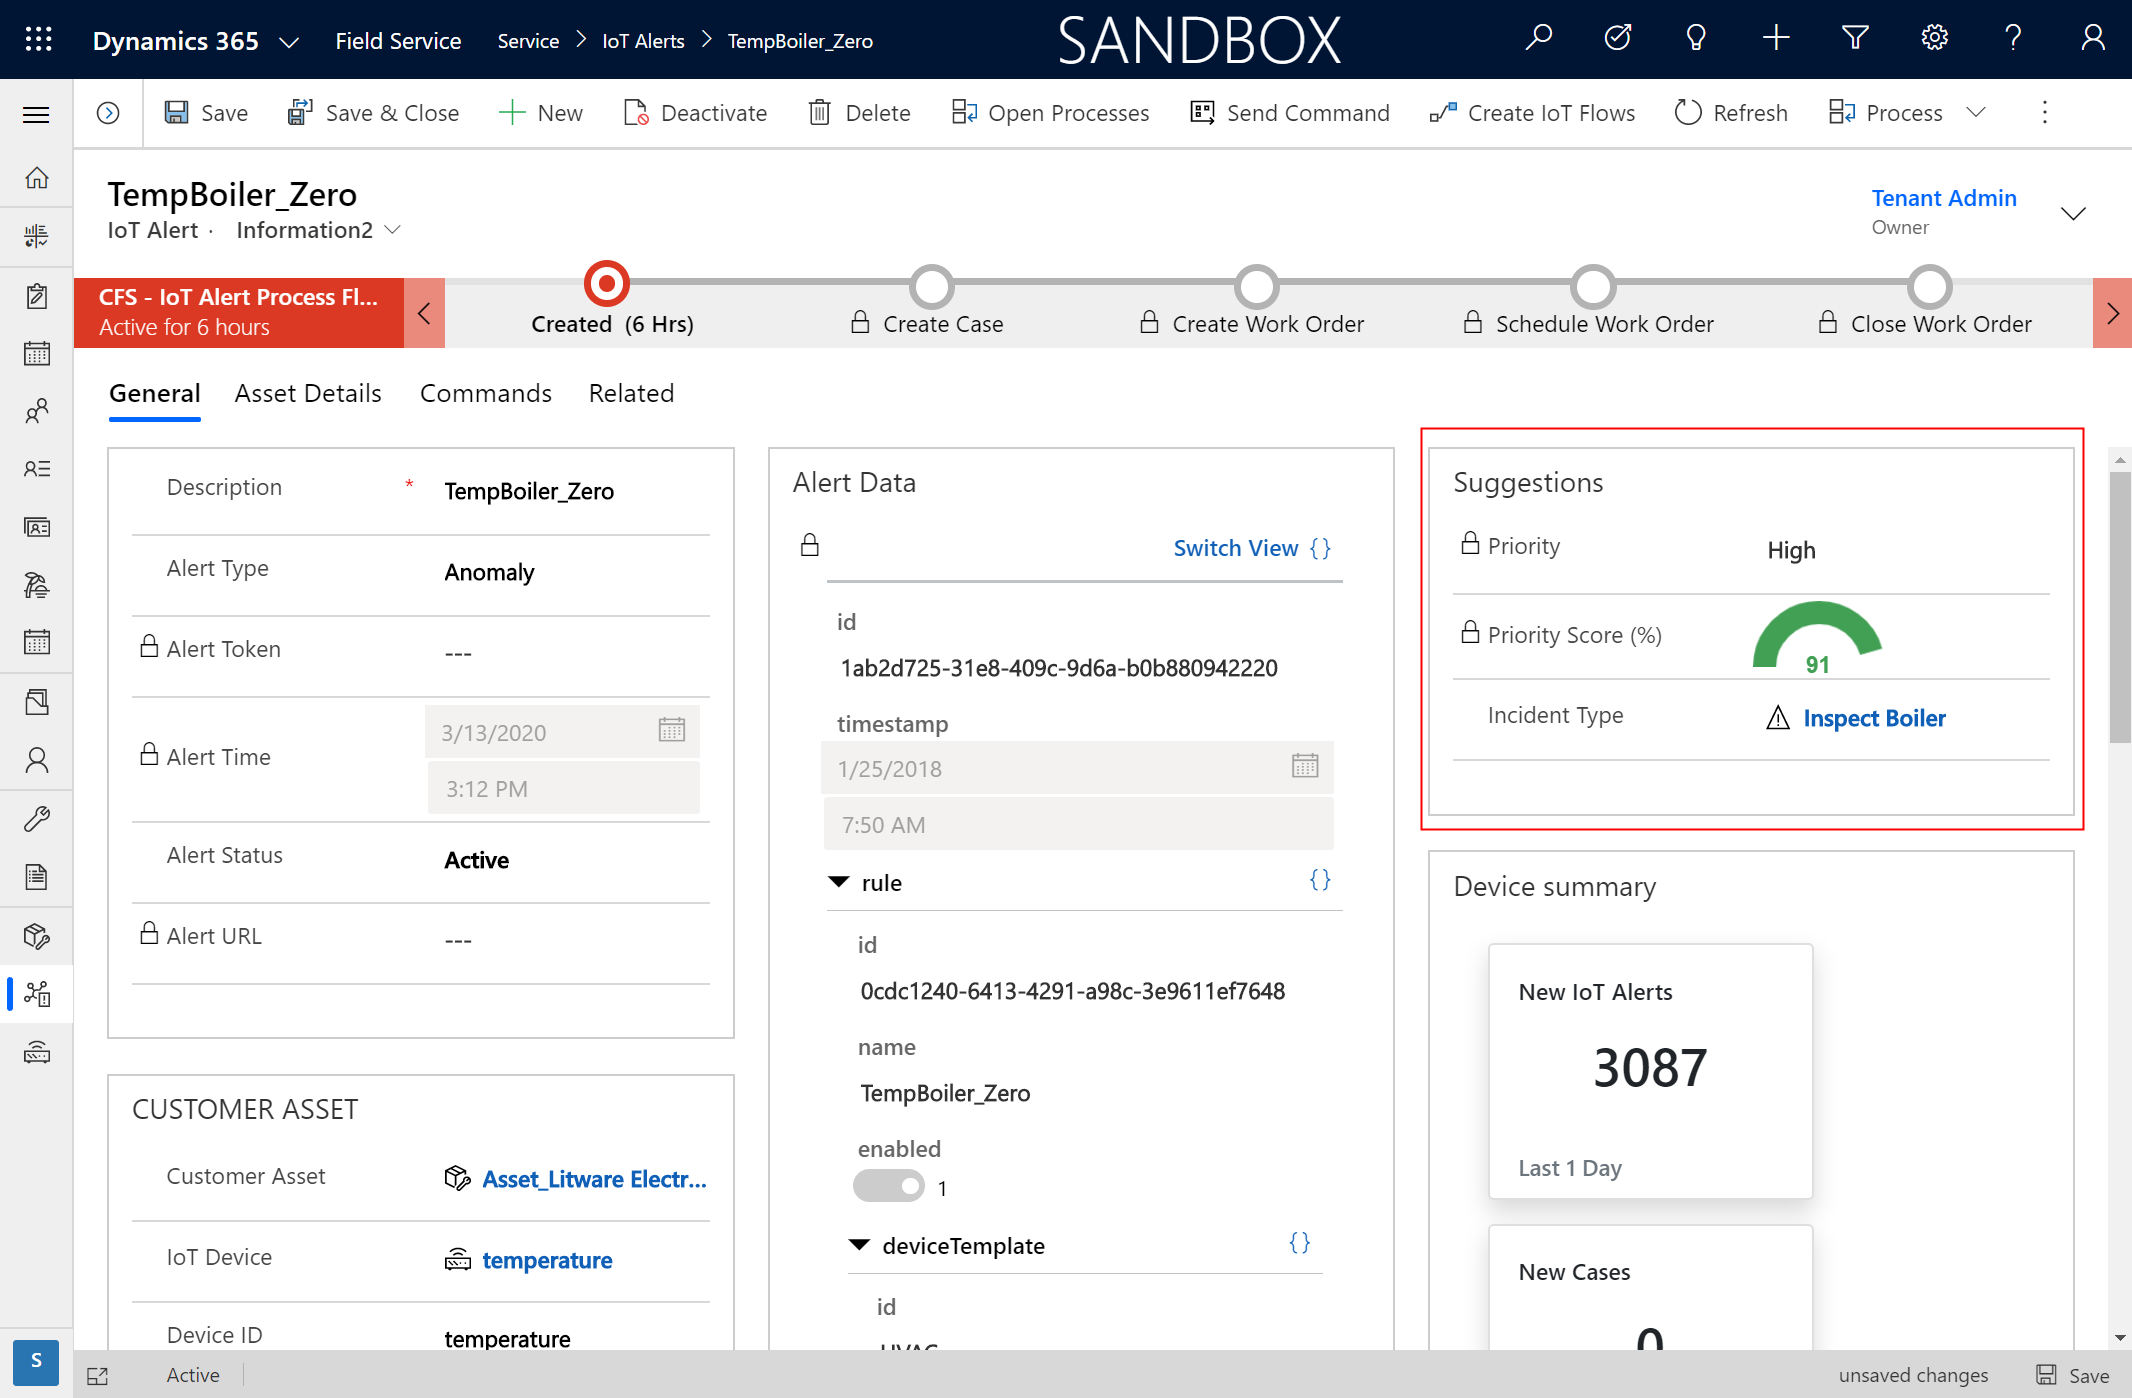 Dynamics 365 Field Service Service > IoT Alerts > TempBoiler_Zero SANDBOX
Save Save & Close New Deactivate Delete Open Processes Send Command Create IoT Flows Refresh Process
TempBoiler_Zero
IoT Alert · Information2
Tenant Admin
Owner
CFS - IoT Alert Process Fl...
Active for 6 hours
Created (6 Hrs) Create Case Create Work Order Schedule Work Order Close Work Order
General Asset Details Commands Related
Description * TempBoiler_Zero
Alert Type Anomaly
Alert Token ---
Alert Time 3/13/2020
3:12 PM
Alert Status Active
Alert URL ---
CUSTOMER ASSET
Customer Asset Asset_Litware Electr...
IoT Device temperature
Device ID temperature
Alert Data
Switch View {}
id
1ab2d725-31e8-409c-9d6a-b0b880942220
timestamp
1/25/2018
7:50 AM
rule {}
id
0cdc1240-6413-4291-a98c-3e9611ef7648
name
TempBoiler_Zero
enabled
1
deviceTemplate {}
id
HVAC
Suggestions
Priority High
Priority Score (%) 91
Incident Type Inspect Boiler
Device summary
New IoT Alerts
3087
Last 1 Day
New Cases
0
S
Active
unsaved changes Save